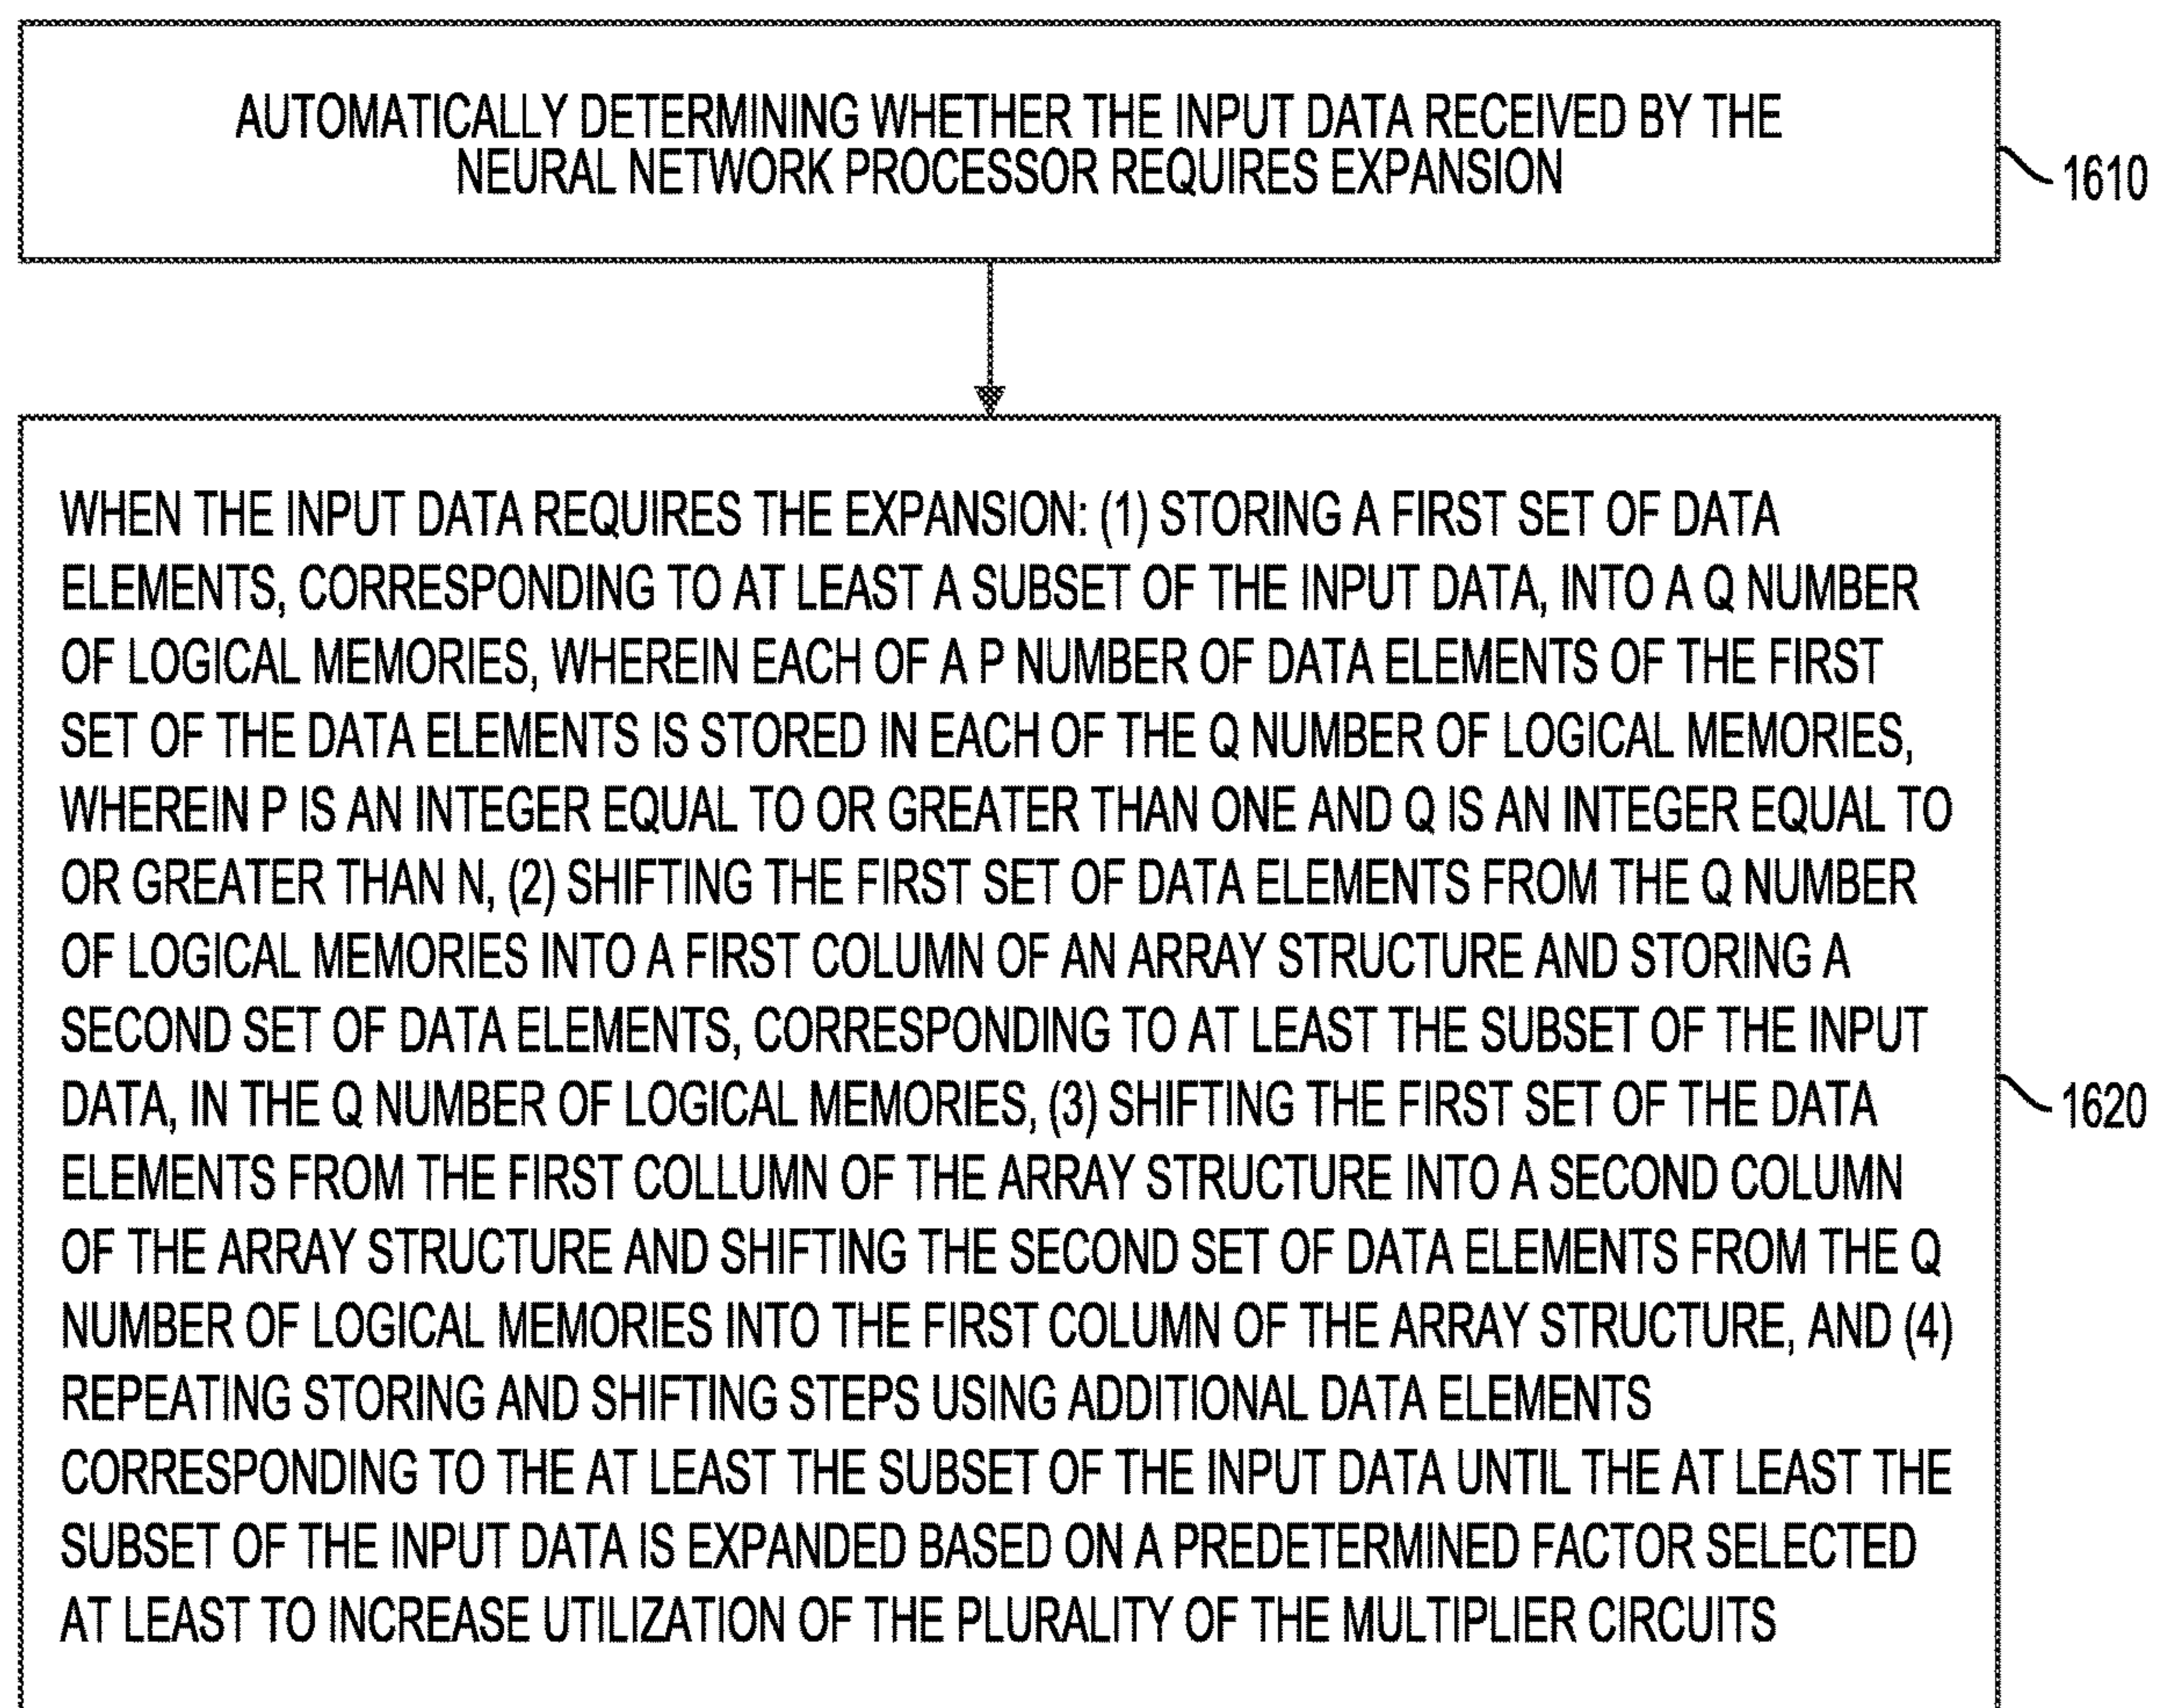 AUTOMATICALLY DETERMINING WHETHER THE INPUT DATA RECEIVED BY THE
NEURAL NETWORK PROCESSOR REQUIRES EXPANSION
1610
WHEN THE INPUT DATA REQUIRES THE EXPANSION: (1) STORING A FIRST SET OF DATA
ELEMENTS, CORRESPONDING TO AT LEAST A SUBSET OF THE INPUT DATA, INTO A Q NUMBER
OF LOGICAL MEMORIES, WHEREIN EACH OF A P NUMBER OF DATA ELEMENTS OF THE FIRST
SET OF THE DATA ELEMENTS IS STORED IN EACH OF THE Q NUMBER OF LOGICAL MEMORIES,
WHEREIN P IS AN INTEGER EQUAL TO OR GREATER THAN ONE AND Q IS AN INTEGER EQUAL TO
OR GREATER THAN N, (2) SHIFTING THE FIRST SET OF DATA ELEMENTS FROM THE Q NUMBER
OF LOGICAL MEMORIES INTO A FIRST COLUMN OF AN ARRAY STRUCTURE AND STORING A
SECOND SET OF DATA ELEMENTS, CORRESPONDING TO AT LEAST THE SUBSET OF THE INPUT
DATA, IN THE Q NUMBER OF LOGICAL MEMORIES, (3) SHIFTING THE FIRST SET OF THE DATA
ELEMENTS FROM THE FIRST COLLUMN OF THE ARRAY STRUCTURE INTO A SECOND COLUMN
OF THE ARRAY STRUCTURE AND SHIFTING THE SECOND SET OF DATA ELEMENTS FROM THE Q
NUMBER OF LOGICAL MEMORIES INTO THE FIRST COLUMN OF THE ARRAY STRUCTURE, AND (4)
REPEATING STORING AND SHIFTING STEPS USING ADDITIONAL DATA ELEMENTS
CORRESPONDING TO THE AT LEAST THE SUBSET OF THE INPUT DATA UNTIL THE AT LEAST THE
SUBSET OF THE INPUT DATA IS EXPANDED BASED ON A PREDETERMINED FACTOR SELECTED
AT LEAST TO INCREASE UTILIZATION OF THE PLURALITY OF THE MULTIPLIER CIRCUITS
1620